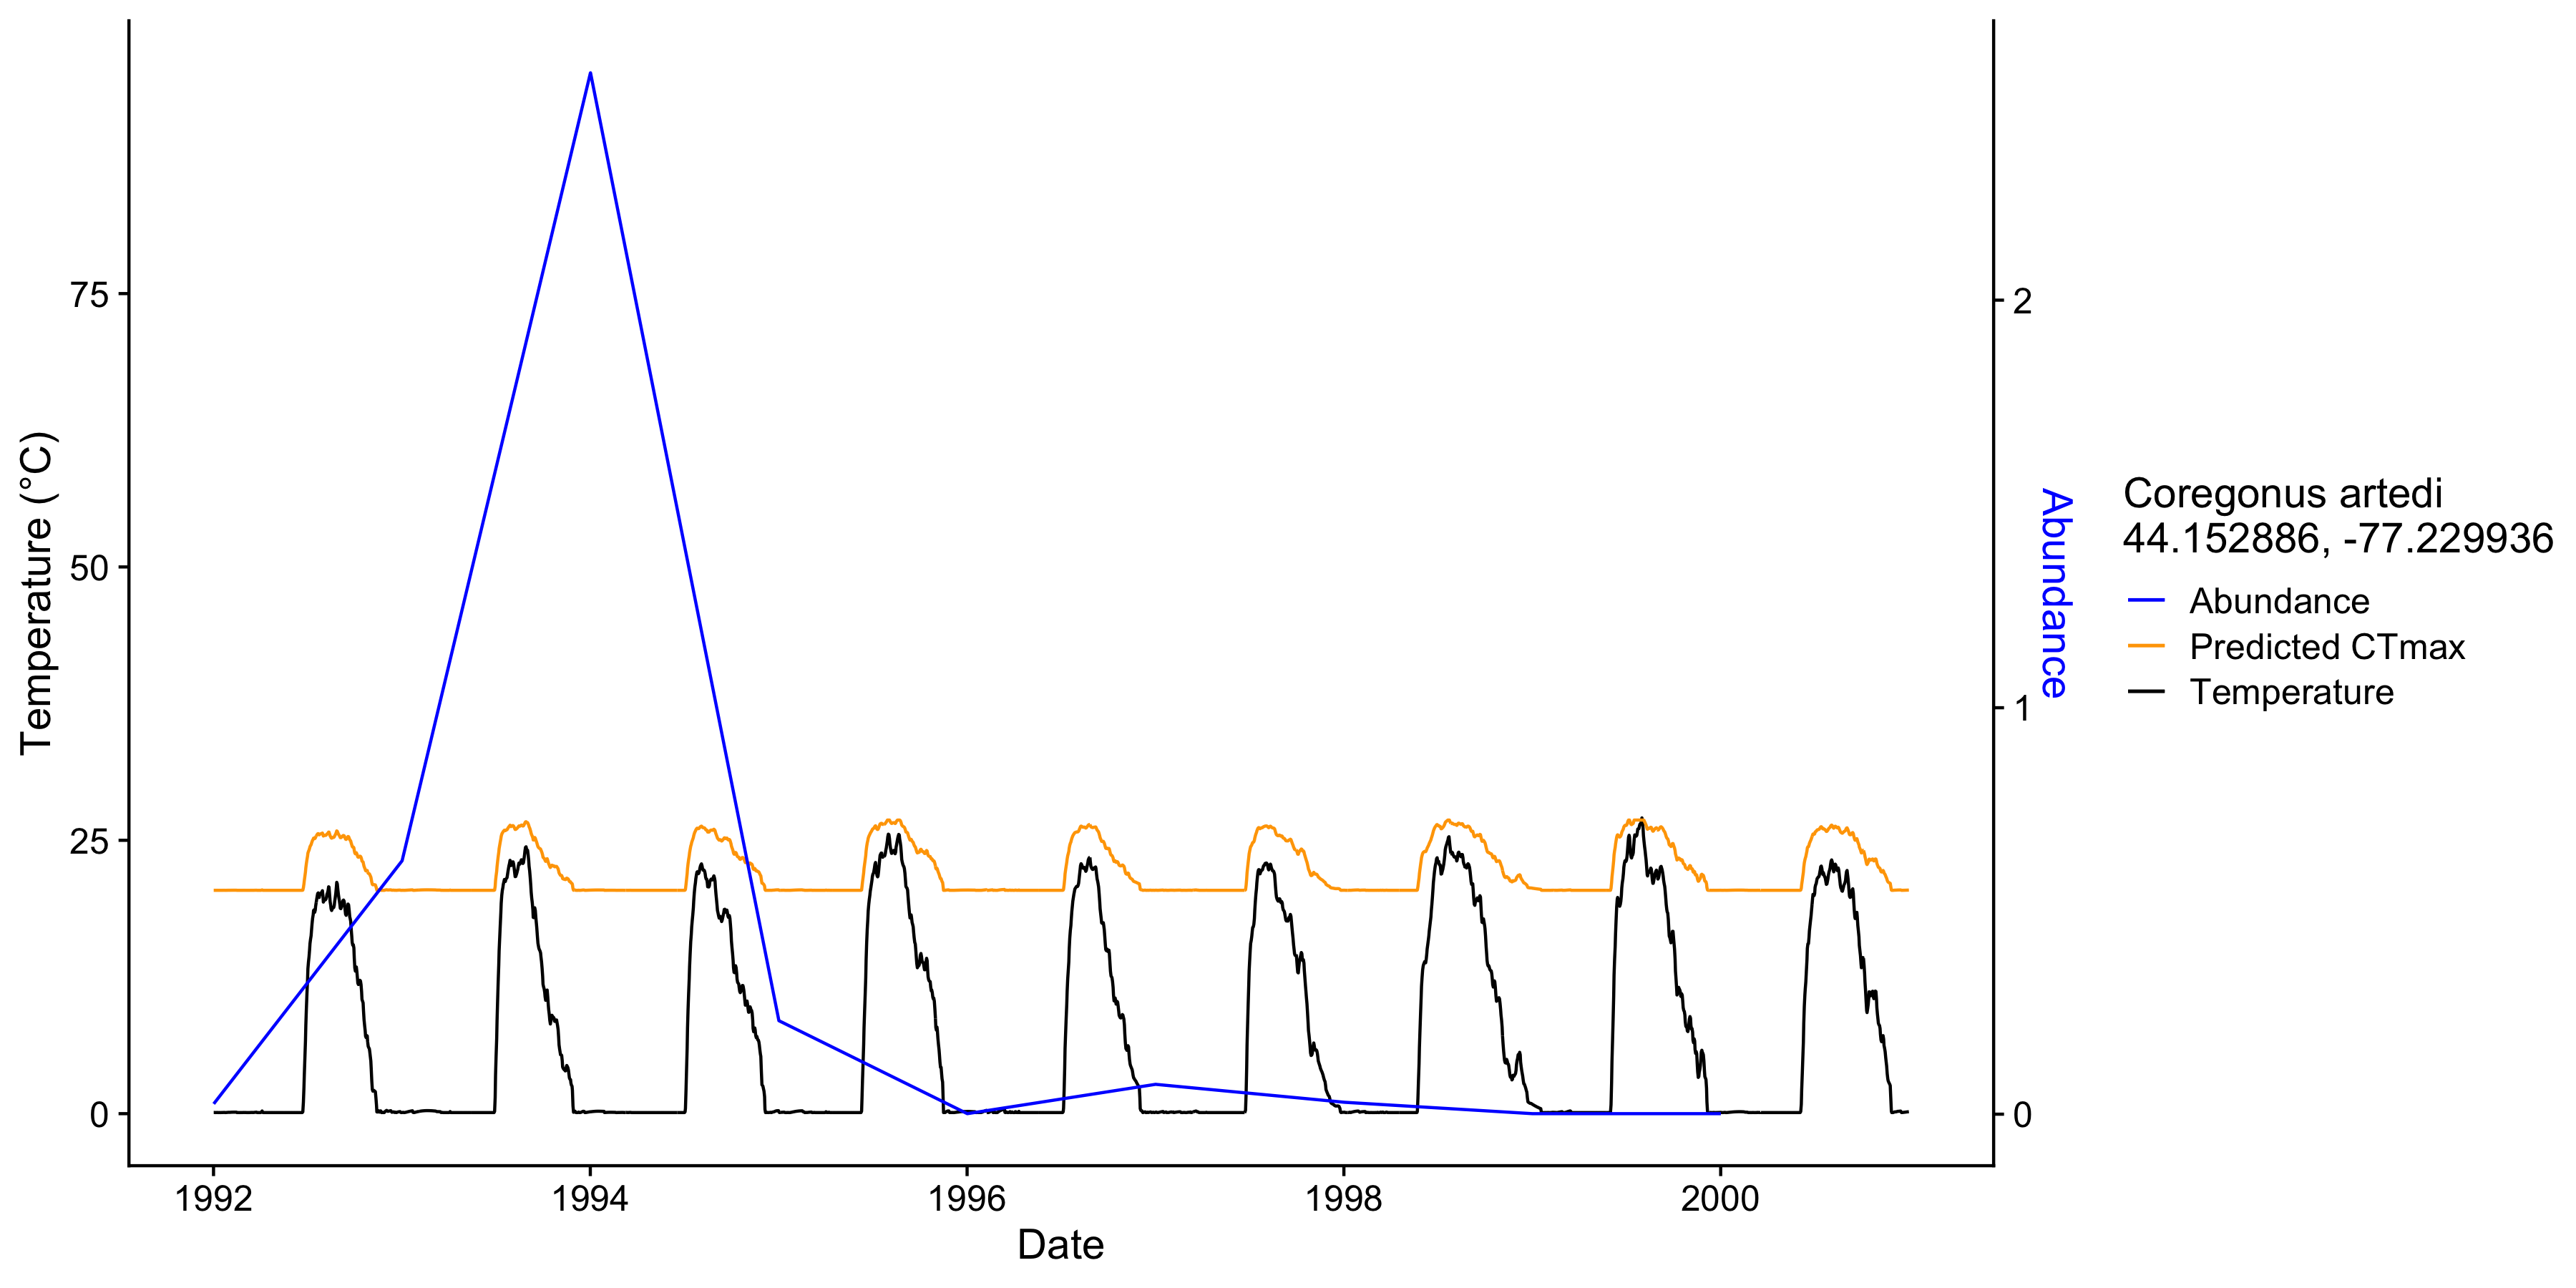 Temperature (°C)
75
50
25
0
1992
1994
1996
1998
2000
Date
2
1
0
Abundance
Coregonus artedi
44.152886, -77.229936
Abundance
Predicted CTmax
Temperature